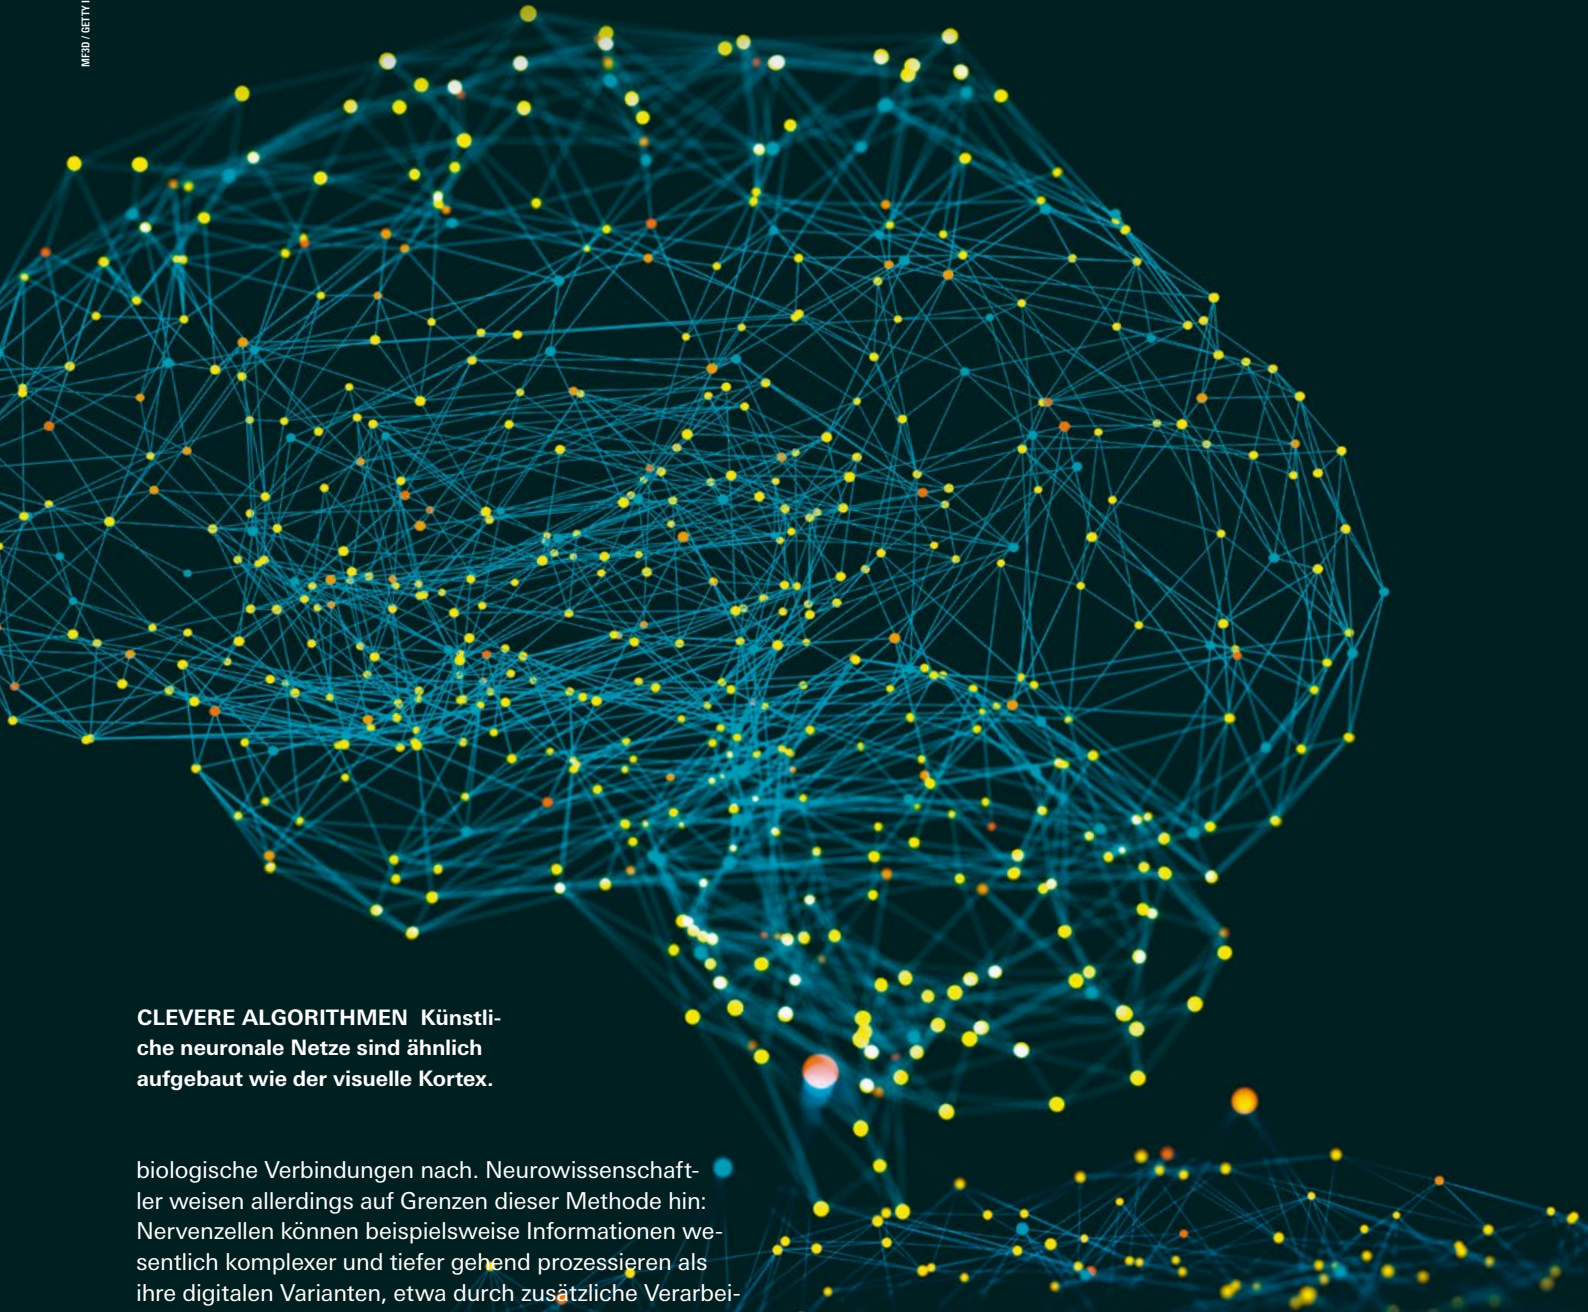 MF3D / GETTY I
CLEVERE ALGORITHMEN Künstli-
che neuronale Netze sind ähnlich
aufgebaut wie der visuelle Kortex.
biologische Verbindungen nach. Neurowissenschaft-
ler weisen allerdings auf Grenzen dieser Methode hin:
Nervenzellen können beispielsweise Informationen we-
sentlich komplexer und tiefer gehend prozessieren als
ihre digitalen Varianten, etwa durch zusätzliche Verarbei-